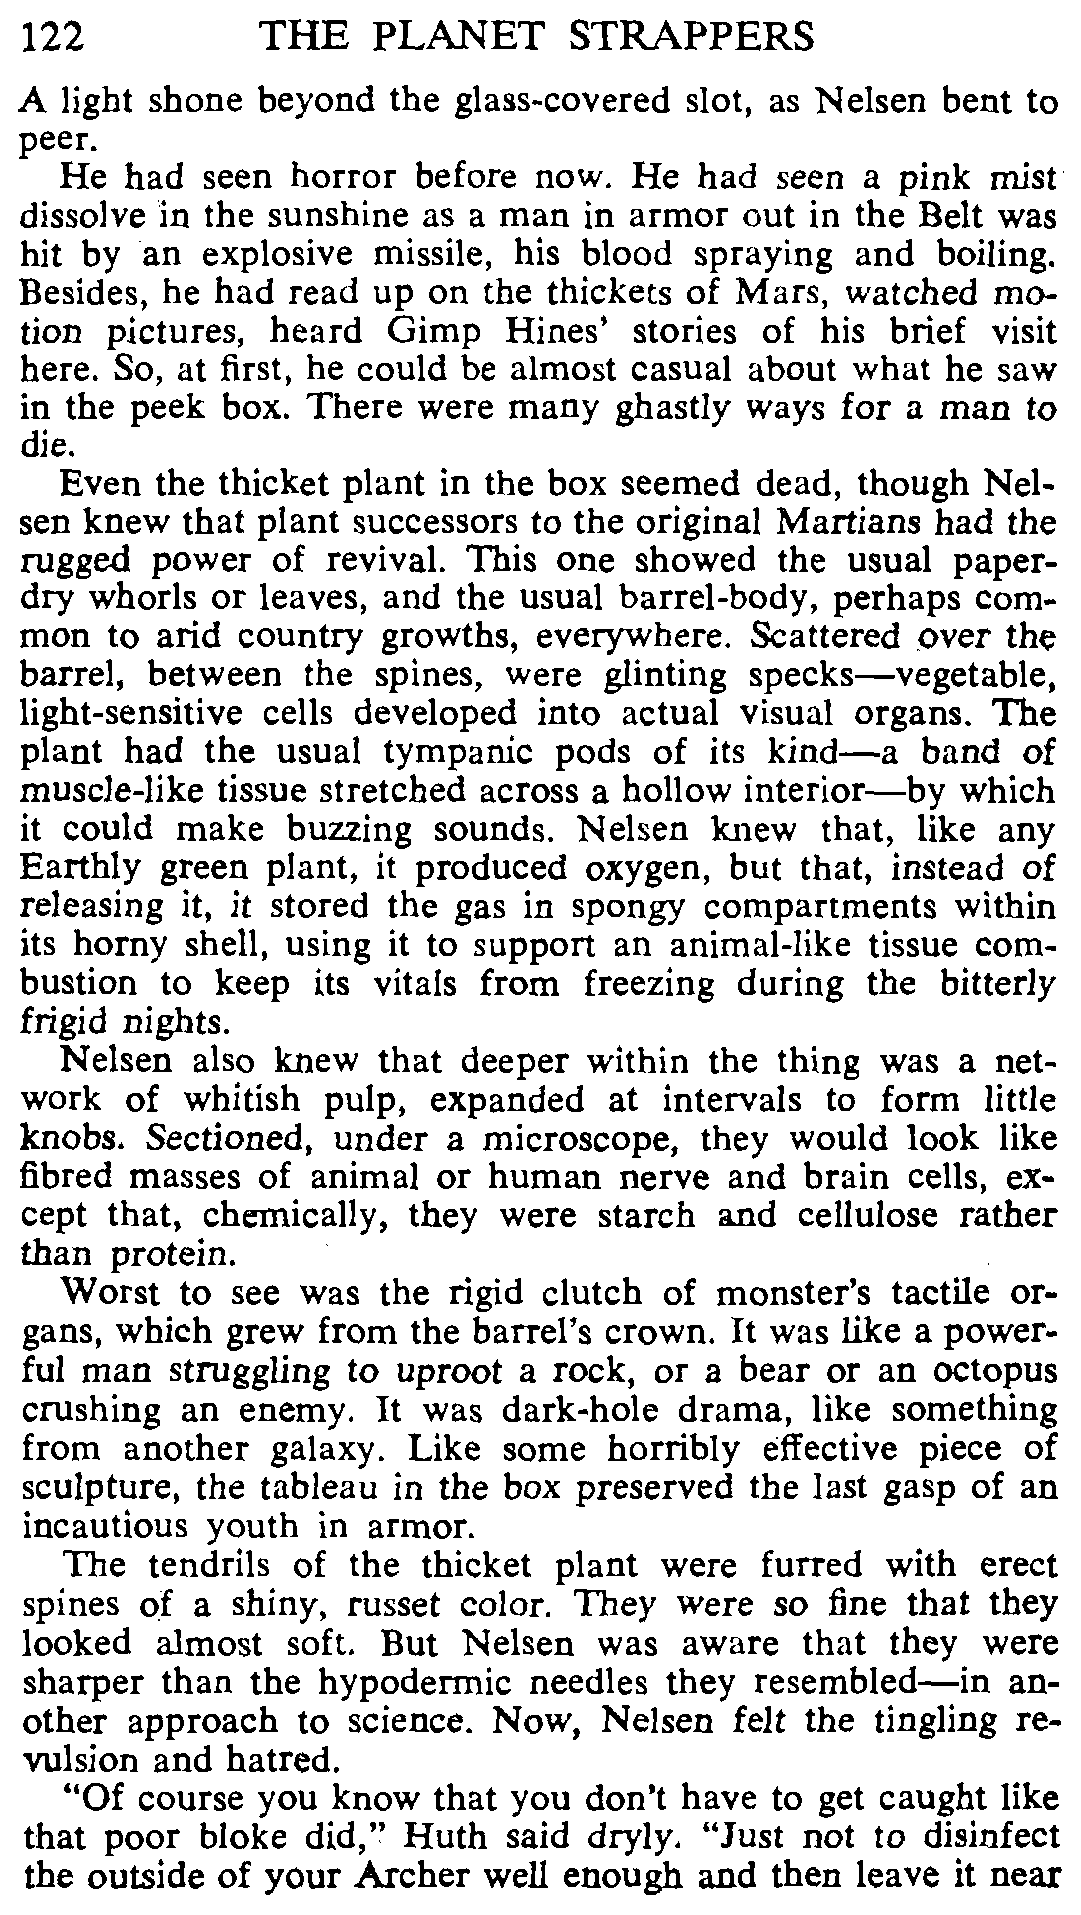 122 THE PLANET STRAPPERS
A light shone beyond the glass-covered slot, as Nelsen bent to
peer.
He had seen horror before now. He had seen a pink mist
dissolve in the sunshine as a man in armor out in the Belt was
hit by an explosive missile, his blood spraying and boiling.
Besides, he had read up on the thickets of Mars, watched mo-
tion pictures, heard Gimp Hines' stories of his brief visit
here. So, at first, he could be almost casual about what he saw
in the peek box. There were many ghastly ways for a man to
die.
Even the thicket plant in the box seemed dead, though Nel-
sen knew that plant successors to the original Martians had the
rugged power of revival. This one showed the usual paper-
dry whorls or leaves, and the usual barrel-body, perhaps com-
mon to arid country growths, everywhere. Scattered over the
barrel, between the spines, were glinting specks—vegetable,
light-sensitive cells developed into actual visual organs. The
plant had the usual tympanic pods of its kind—a band of
muscle-like tissue stretched across a hollow interior—by which
it could make buzzing sounds. Nelsen knew that, like any
Earthly green plant, it produced oxygen, but that, instead of
releasing it, it stored the gas in spongy compartments within
its horny shell, using it to support an animal-like tissue com-
bustion to keep its vitals from freezing during the bitterly
frigid nights.
Nelsen also knew that deeper within the thing was a net-
work of whitish pulp, expanded at intervals to form little
knobs. Sectioned, under a microscope, they would look like
fibred masses of animal or human nerve and brain cells, ex-
cept that, chemically, they were starch and cellulose rather
than protein.
Worst to see was the rigid clutch of monster's tactile or-
gans, which grew from the barrel's crown. It was like a power-
ful man struggling to uproot a rock, or a bear or an octopus
crushing an enemy. It was dark-hole drama, like something
from another galaxy. Like some horribly effective piece of
sculpture, the tableau in the box preserved the last gasp of an
incautious youth in armor.
The tendrils of the thicket plant were furred with erect
spines of a shiny, russet color. They were so fine that they
looked almost soft. But Nelsen was aware that they were
sharper than the hypodermic needles they resembled—in an-
other approach to science. Now, Nelsen felt the tingling re-
vulsion and hatred.
"Of course you know that you don't have to get caught like
that poor bloke did," Huth said dryly. "Just not to disinfect
the outside of your Archer well enough and then leave it near